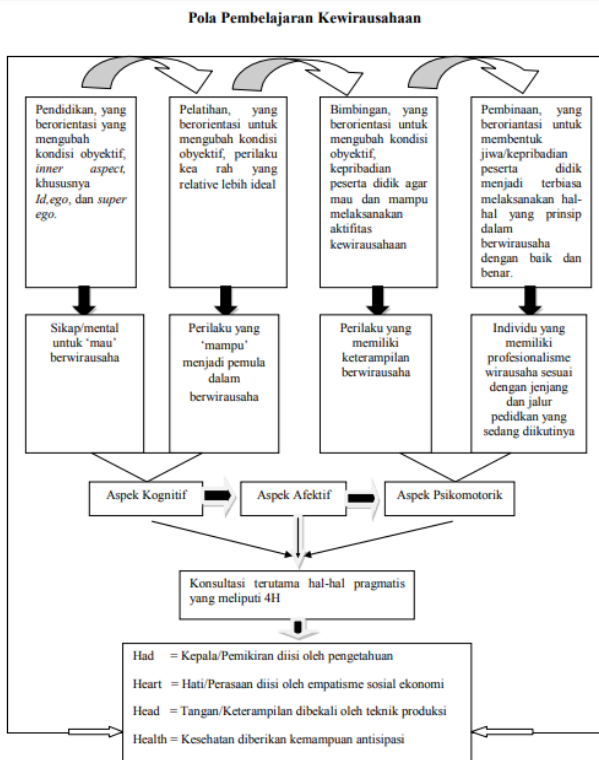 Pola Pembelajaran Kewirausahaan
Pendidikan, yang
berorientasi yang
mengubah
kondisi obyektif,
inner aspect,
khususnya
Id,ego, dan super
ego.
Pelatihan, yang
berorientasi untuk
mengubah kondisi
obyektif, perilaku
kea rah yang
relative lebih ideal
Bimbingan, yang
berorientasi untuk
mengubah kondisi
obyektif,
kepribadian
peserta didik agar
mau dan mampu
melaksanakan
aktifitas
kewirausahaan
Pembinaan, yang
beroriantasi untuk
membentuk
jiwa/kepribadian
peserta didik
menjadi terbiasa
melaksanakan hal-
hal yang prinsip
dalam
berwirausaha
dengan baik dan
benar.
Sikap/mental
untuk ‘mau’
berwirausaha
Perilaku yang
‘mampu’
menjadi pemula
dalam
berwirausaha
Perilaku yang
memiliki
keterampilan
berwirausaha
Individu yang
memiliki
profesionalisme
wirausaha sesuai
dengan jenjang
dan jalur
pedidkan yang
sedang diikutinya
Aspek Kognitif
Aspek Afektif
Aspek Psikomotorik
Konsultasi terutama hal-hal pragmatis
yang meliputi 4H
Had = Kepala/Pemikiran diisi oleh pengetahuan
Heart = Hati/Perasaan diisi oleh empatisme sosial ekonomi
Head = Tangan/Keterampilan dibekali oleh teknik produksi
Health = Kesehatan diberikan kemampuan antisipasi